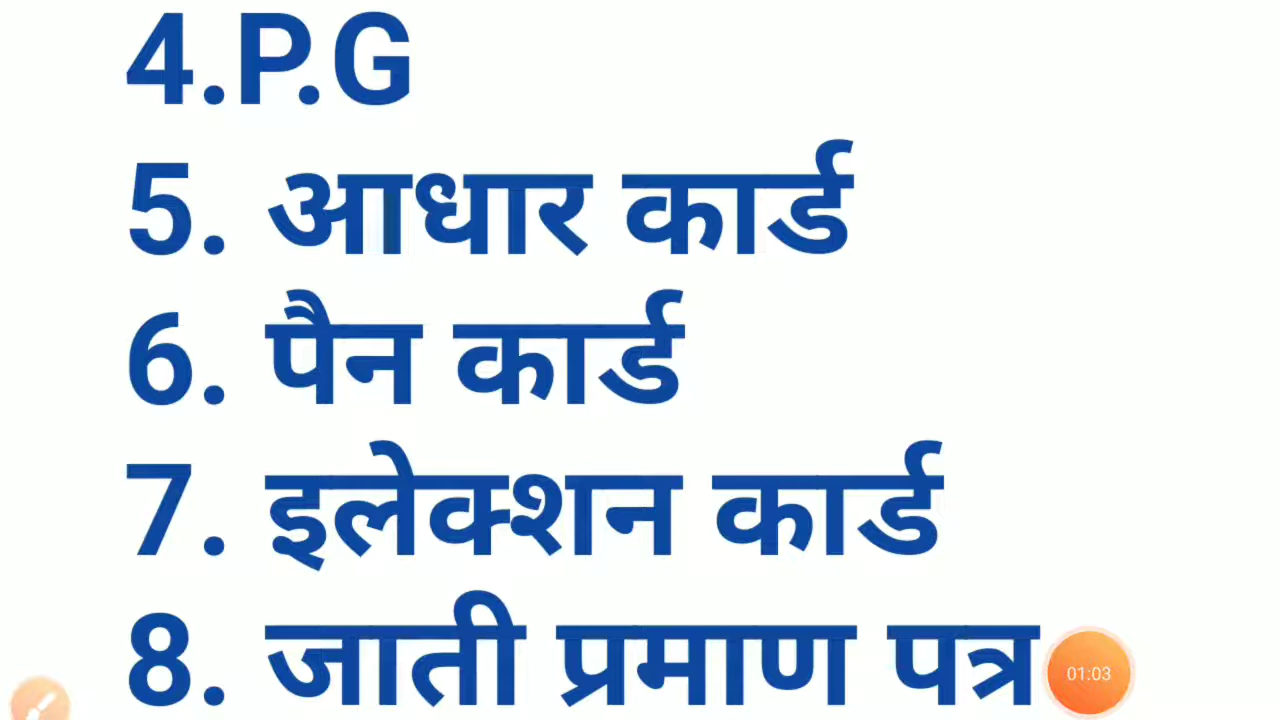 4.P.G
5. आधार कार्ड
6. पैन कार्ड
7. इलेक्शन कार्ड
8. जाती प्रमाण पत्र
01:03